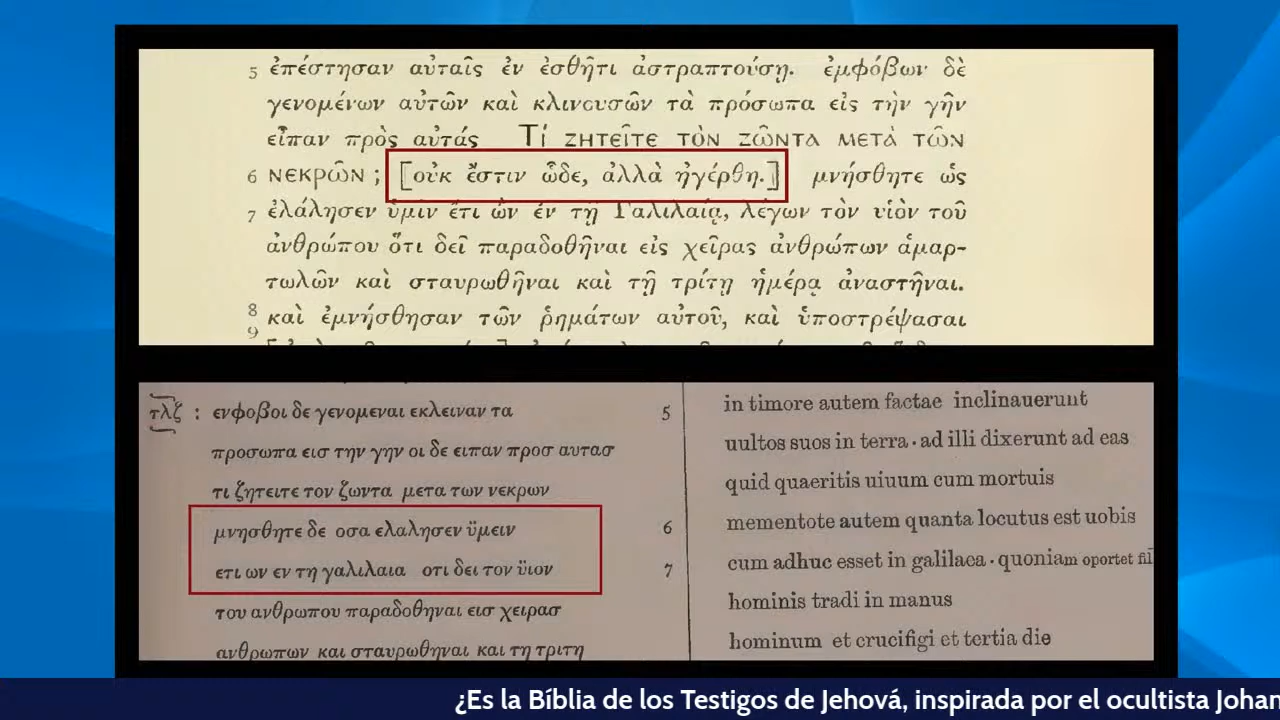 5 ἐπέστησαν αὐταῖς ἐν ἐσθῆτι ἀστραπτούσῃ. ἐμφόβων δὲ
γενομένων αὐτῶν καὶ κλινουσῶν τὰ πρόσωπα εἰς τὴν γῆν
εἶπαν πρὸς αὐτάς Τί ΖΗΤΕῖΤΕ ΤΟΝ ΖῶΝΤΑ ΜΕΤᾺ ΤῶΝ
6 ΝΕΚΡῶΝ ; [οὐκ ἔστιν ὧδε, ἀλλὰ ἠγέρθη.] μνήσθητε ὡς
7 ἐλάλησεν ὑμῖν ἔτι ὢν ἐν τῇ Γαλιλαίᾳ, λέγων τὸν υἱὸν τοῦ
ἀνθρώπου ὅτι δεῖ παραδοθῆναι εἰς χεῖρας ἀνθρώπων ἁμαρ-
τωλῶν καὶ σταυρωθῆναι καὶ τῇ τρίτῃ ἡμέρᾳ ἀναστῆναι.
8 καὶ ἐμνήσθησαν τῶν ῥημάτων αὐτοῦ, καὶ ὑποστρέψασαι
9
τλζ : ενφοβοι δε γενομεναι εκλειναν τα 5
προσωπα εισ την γην οι δε ειπαν προσ αυτασ
τι ζητειτε τον ζωντα μετα των νεκρων
μνησθητε δε οσα ελαλησεν ϋμειν 6
ετι ων εν τη γαλιλαια οτι δει τον ϋιον 7
του ανθρωπου παραδοθηναι εισ χειρασ
ανθρωπων και σταυρωθηναι και τη τριτη
in timore autem factae inclinauerunt
uultos suos in terra · ad illi dixerunt ad eas
quid quaeritis uiuum cum mortuis
mementote autem quanta locutus est uobis
cum adhuc esset in galilaea · quoniam oportet fil
hominis tradi in manus
hominum et crucifigi et tertia die
¿Es la Bíblia de los Testigos de Jehová, inspirada por el ocultista Johan